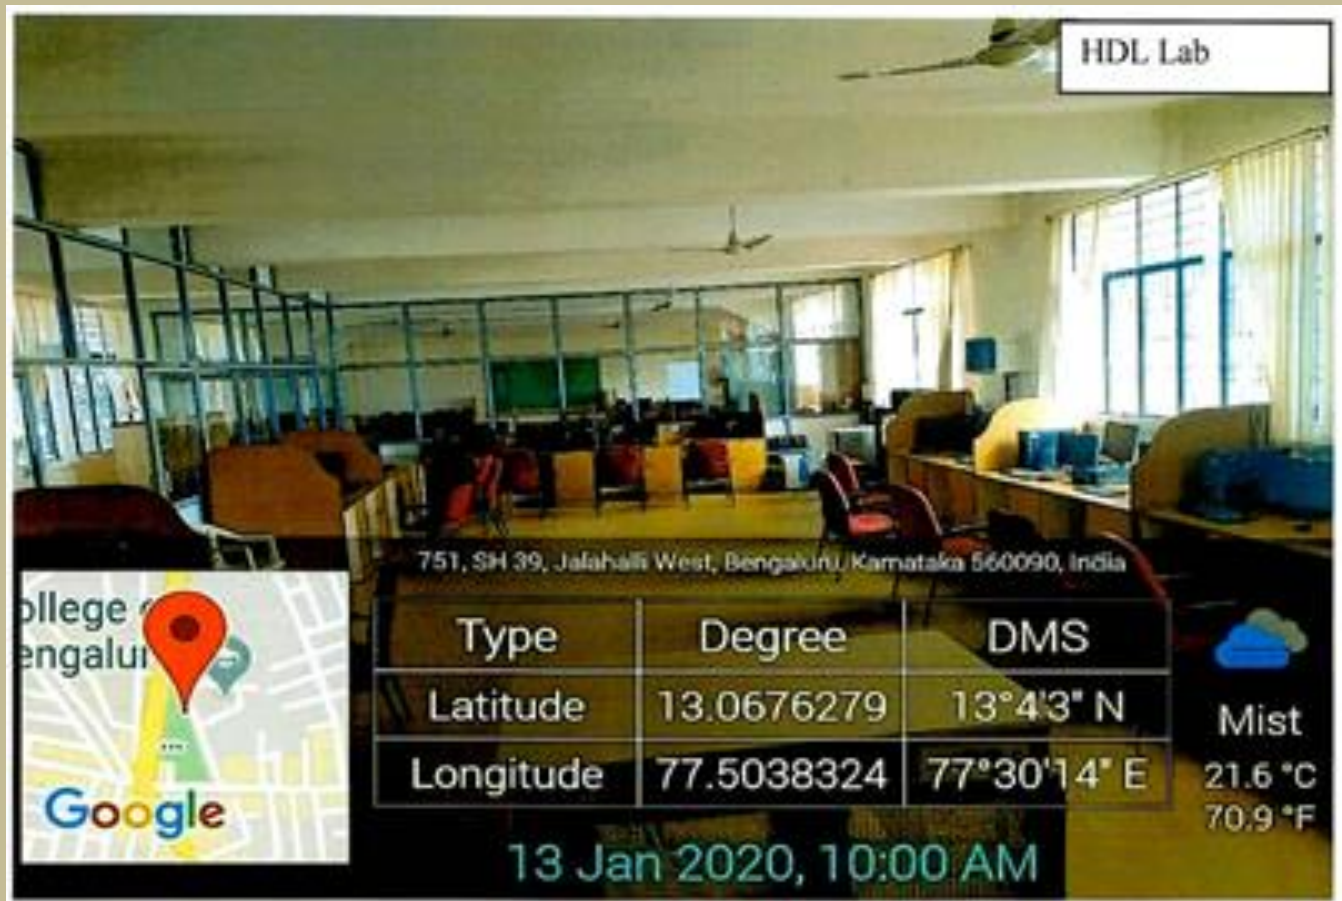 HDL Lab
751, SH 39, Jalahalli West, Bengaluru, Karnataka 560090, India
ollege
engalur
Google
Type Degree DMS
Latitude 13.0676279 13°4'3" N
Longitude 77.5038324 77°30'14" E
Mist
21.6 °C
70.9 °F
13 Jan 2020, 10:00 AM